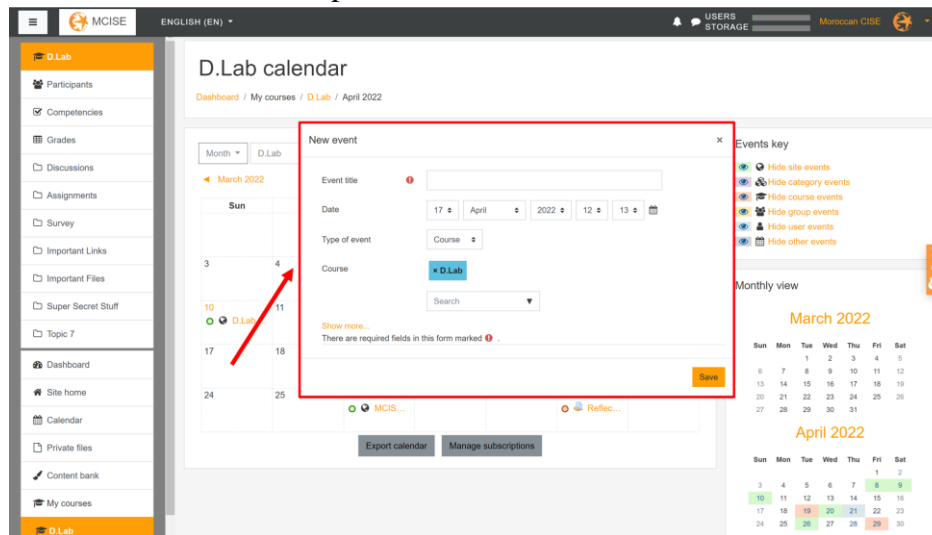 MCISE
ENGLISH (EN)
USERS
STORAGE
Moroccan CISE
D.Lab
Participants
Competencies
Grades
Discussions
Assignments
Survey
Important Links
Important Files
Super Secret Stuff
Topic 7
Dashboard
Site home
Calendar
Private files
Content bank
My courses
D.Lab
D.Lab calendar
Dashboard / My courses / D.Lab / April 2022
Month
D.Lab
◄ March 2022
Sun
3 4
10 11
D.Lab
17 18
24 25
MCIS...
Reflec...
Export calendar
Manage subscriptions
New event ×
Event title
Date 17 April 2022 12 13
Type of event Course
Course × D.Lab
Search ▼
Show more...
There are required fields in this form marked .
Save
Events key
Hide site events
Hide category events
Hide course events
Hide group events
Hide user events
Hide other events
Monthly view
March 2022
Sun Mon Tue Wed Thu Fri Sat
1 2 3 4 5
6 7 8 9 10 11 12
13 14 15 16 17 18 19
20 21 22 23 24 25 26
27 28 29 30 31
April 2022
Sun Mon Tue Wed Thu Fri Sat
1 2
3 4 5 6 7 8 9
10 11 12 13 14 15 16
17 18 19 20 21 22 23
24 25 26 27 28 29 30